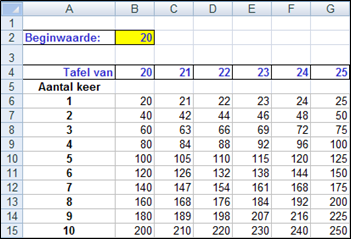 A B C D E F G
1
2 Beginwaarde: 20
3
4 Tafel van 20 21 22 23 24 25
5 Aantal keer
6 1 20 21 22 23 24 25
7 2 40 42 44 46 48 50
8 3 60 63 66 69 72 75
9 4 80 84 88 92 96 100
10 5 100 105 110 115 120 125
11 6 120 126 132 138 144 150
12 7 140 147 154 161 168 175
13 8 160 168 176 184 192 200
14 9 180 189 198 207 216 225
15 10 200 210 220 230 240 250